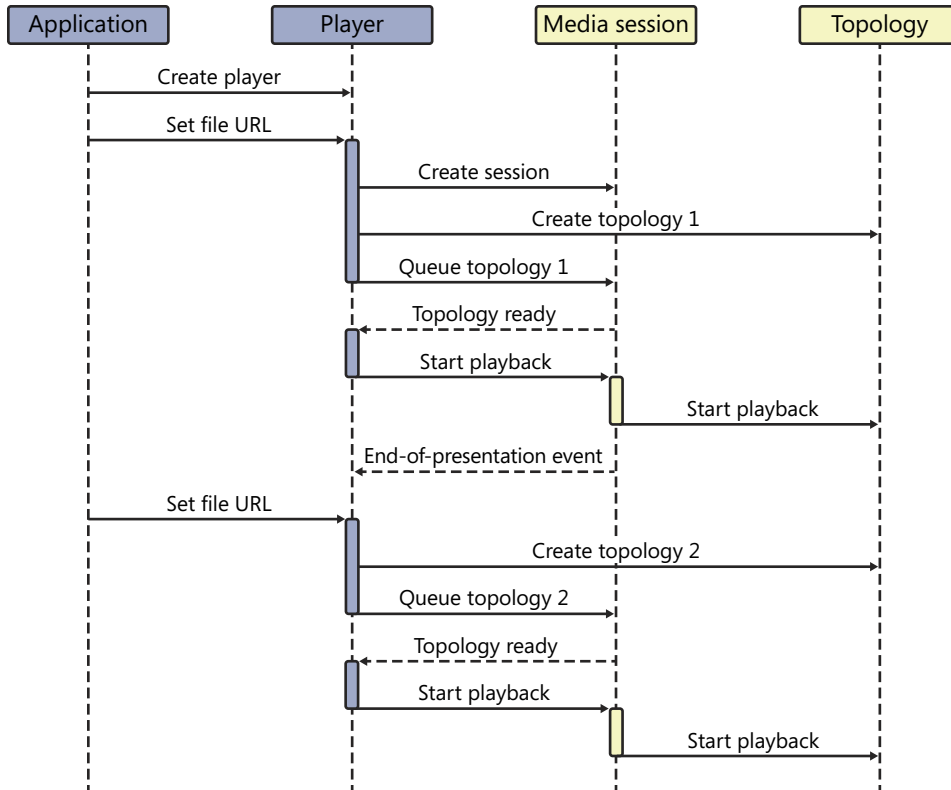 Application
Player
Media session
Topology
Create player
Set file URL
Create session
Create topology 1
Queue topology 1
Topology ready
Start playback
Start playback
End-of-presentation event
Set file URL
Create topology 2
Queue topology 2
Topology ready
Start playback
Start playback